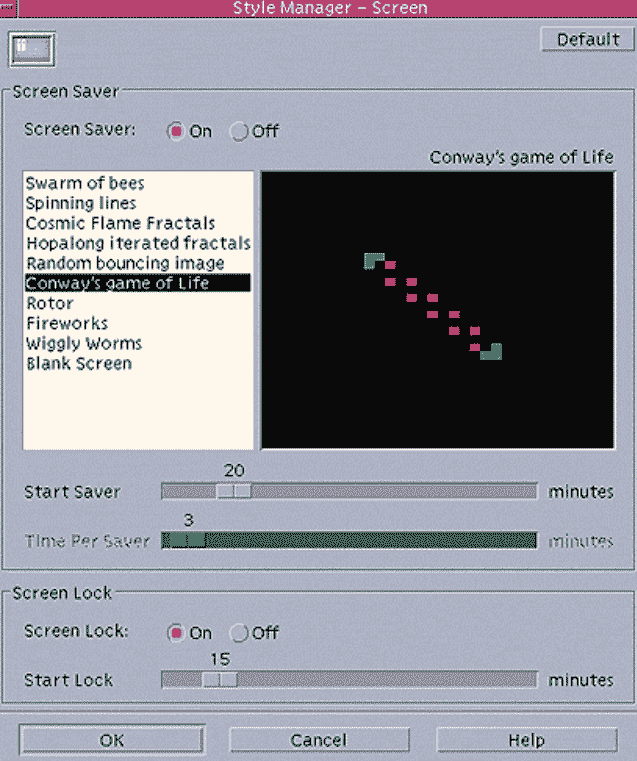 Style Manager – Screen
Default
Screen Saver
Screen Saver: On Off
Conway's game of Life
Swarm of bees
Spinning lines
Cosmic Flame Fractals
Hopalong iterated fractals
Random bouncing image
Conway's game of Life
Rotor
Fireworks
Wiggly Worms
Blank Screen
20
Start Saver minutes
3
Time Per Saver minutes
Screen Lock
Screen Lock: On Off
15
Start Lock minutes
OK Cancel Help